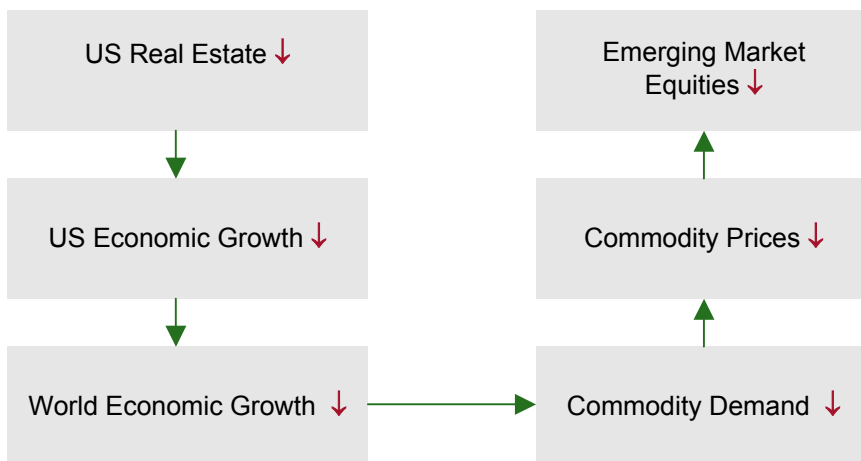 US Real Estate ↓
US Economic Growth ↓
World Economic Growth ↓
Commodity Demand ↓
Commodity Prices ↓
Emerging Market
Equities ↓